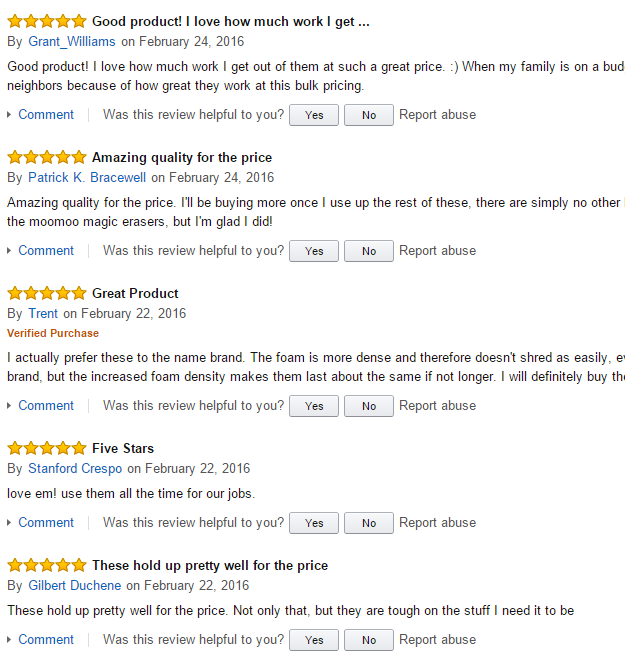 Good product! I love how much work I get ...
By Grant_Williams on February 24, 2016
Good product! I love how much work I get out of them at such a great price. :) When my family is on a bud
neighbors because of how great they work at this bulk pricing.
Comment Was this review helpful to you? Yes No Report abuse
Amazing quality for the price
By Patrick K. Bracewell on February 24, 2016
Amazing quality for the price. I'll be buying more once I use up the rest of these, there are simply no other
the moomoo magic erasers, but I'm glad I did!
Comment Was this review helpful to you? Yes No Report abuse
Great Product
By Trent on February 22, 2016
Verified Purchase
I actually prefer these to the name brand. The foam is more dense and therefore doesn't shred as easily, ev
brand, but the increased foam density makes them last about the same if not longer. I will definitely buy the
Comment Was this review helpful to you? Yes No Report abuse
Five Stars
By Stanford Crespo on February 22, 2016
love em! use them all the time for our jobs.
Comment Was this review helpful to you? Yes No Report abuse
These hold up pretty well for the price
By Gilbert Duchene on February 22, 2016
These hold up pretty well for the price. Not only that, but they are tough on the stuff I need it to be
Comment Was this review helpful to you? Yes No Report abuse